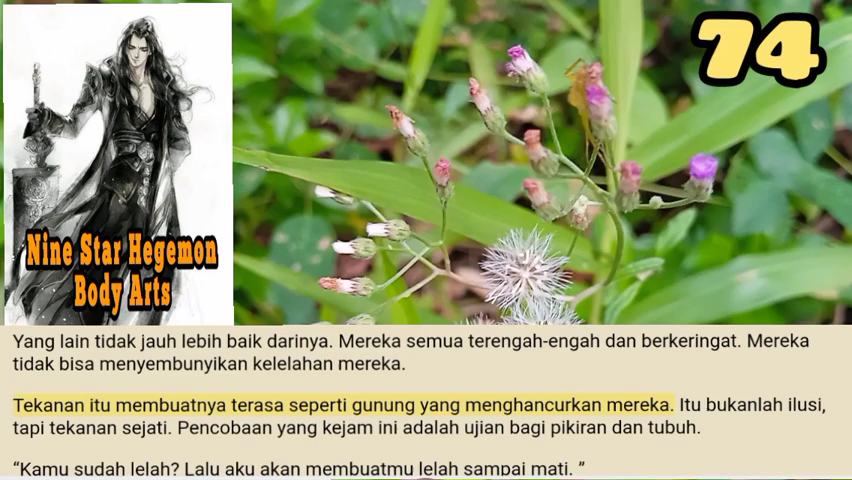 74
Nine Star Hegemon
Body Arts
Yang lain tidak jauh lebih baik darinya. Mereka semua terengah-engah dan berkeringat. Mereka
tidak bisa menyembunyikan kelelahan mereka.
Tekanan itu membuatnya terasa seperti gunung yang menghancurkan mereka. Itu bukanlah ilusi,
tapi tekanan sejati. Pencobaan yang kejam ini adalah ujian bagi pikiran dan tubuh.
“Kamu sudah lelah? Lalu aku akan membuatmu lelah sampai mati. ”